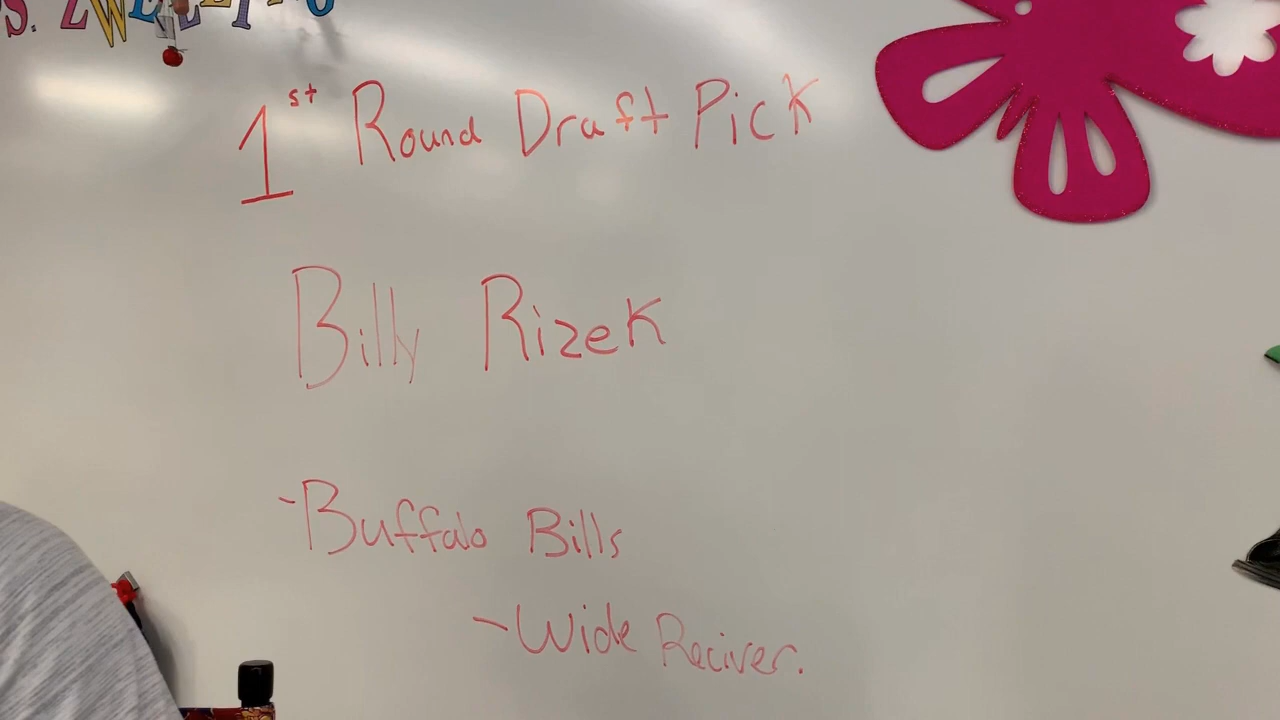 1st Round Draft Pick
Billy Rizek
-Buffalo Bills
-Wide Reciver.